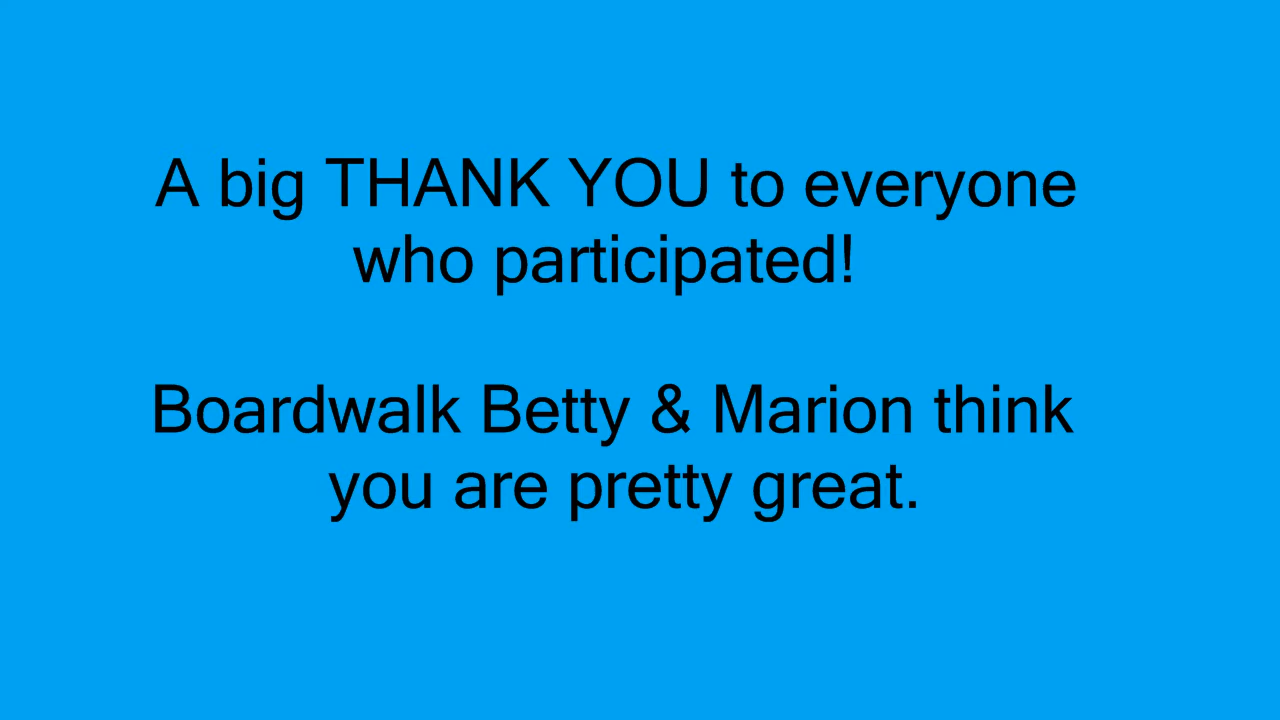 A big THANK YOU to everyone
who participated!
Boardwalk Betty & Marion think
you are pretty great.